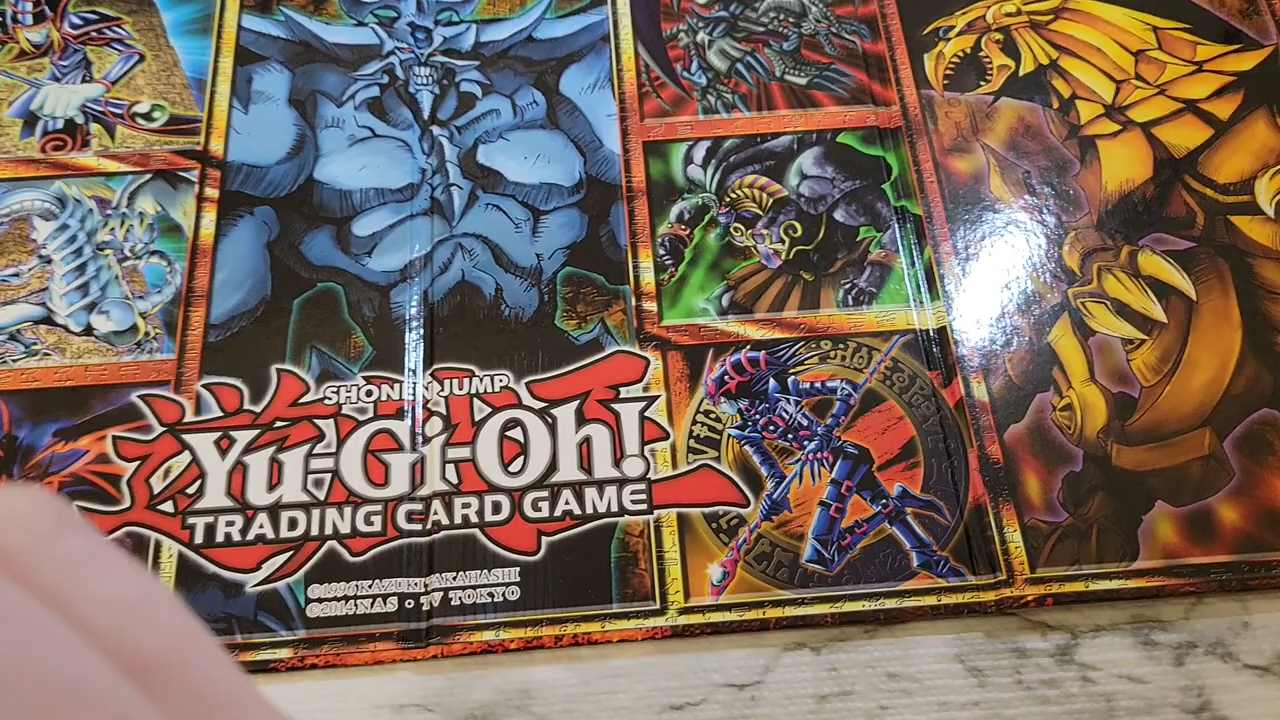 SHONEN JUMP
Yu-Gi-Oh!
TRADING CARD GAME
©1996 KAZUKI TAKAHASHI
©2014 NAS • TV TOKYO